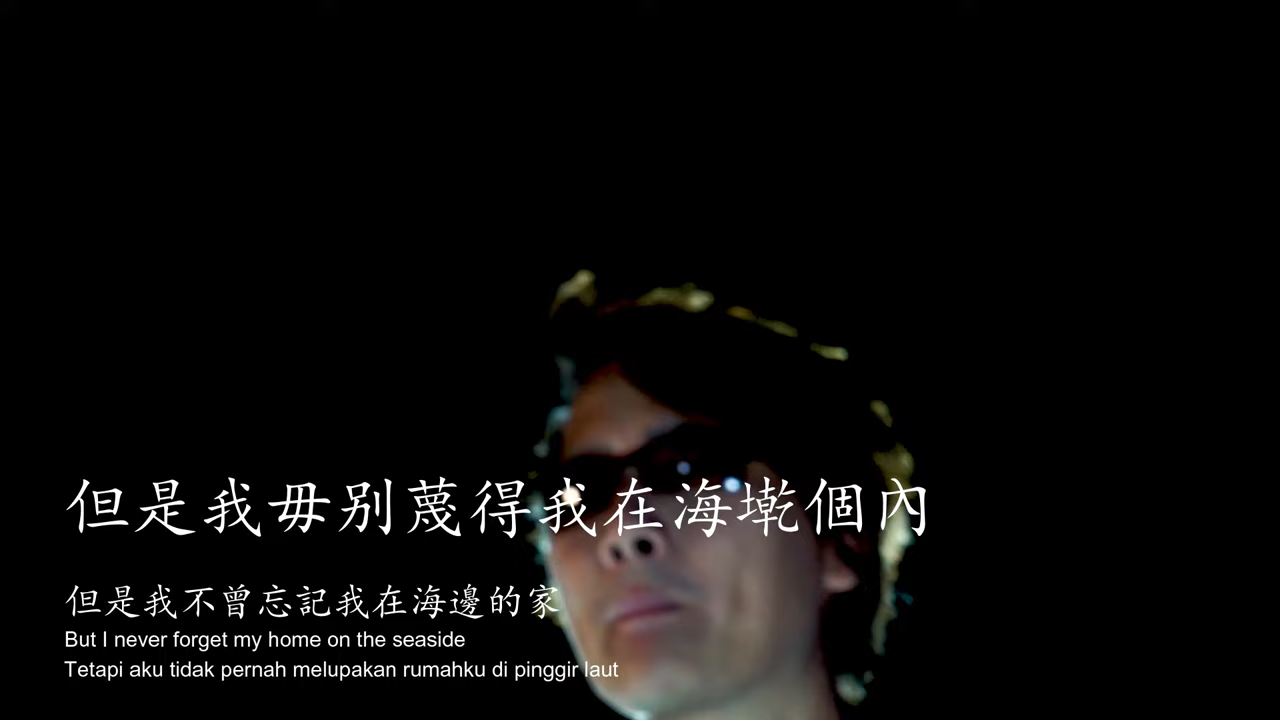 但是我毋别蔑得我在海墘個內
但是我不曾忘記我在海邊的家
But I never forget my home on the seaside
Tetapi aku tidak pernah melupakan rumahku di pinggir laut